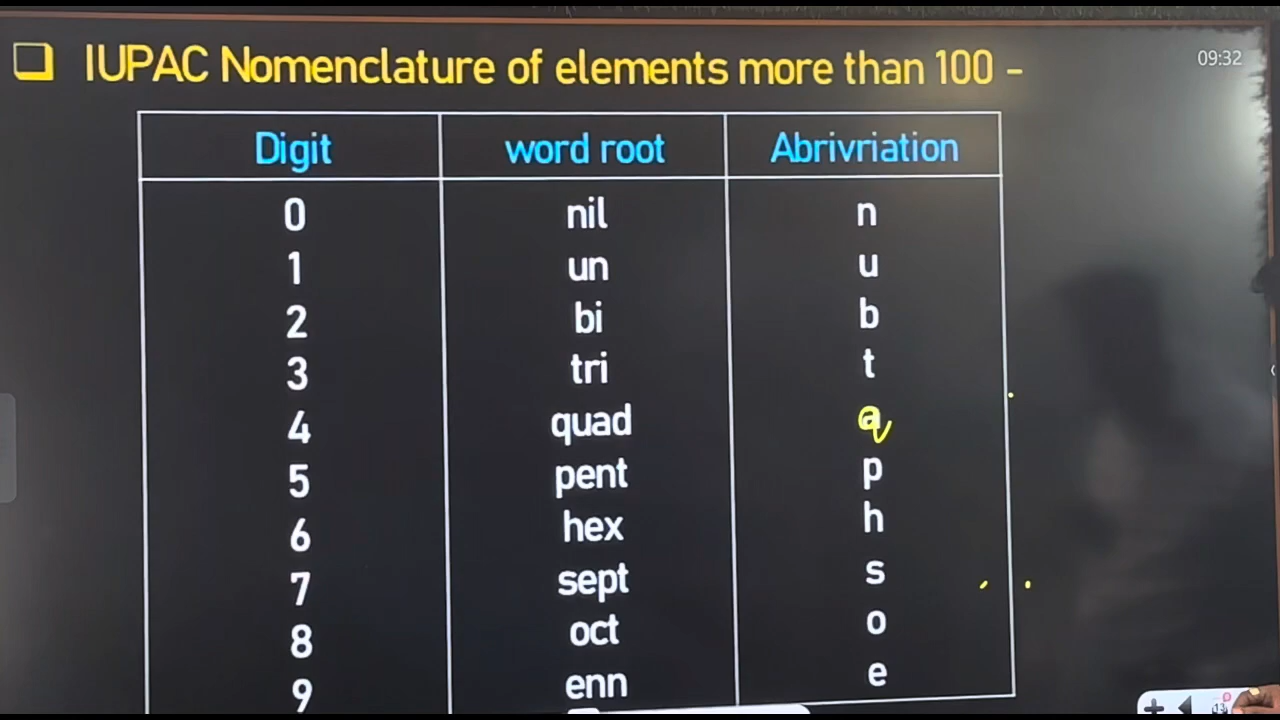 IUPAC Nomenclature of elements more than 100 -
09:32
Digit word root Abrivriation
0 nil n
1 un u
2 bi b
3 tri t
4 quad q
5 pent p
6 hex h
7 sept s
8 oct o
9 enn e